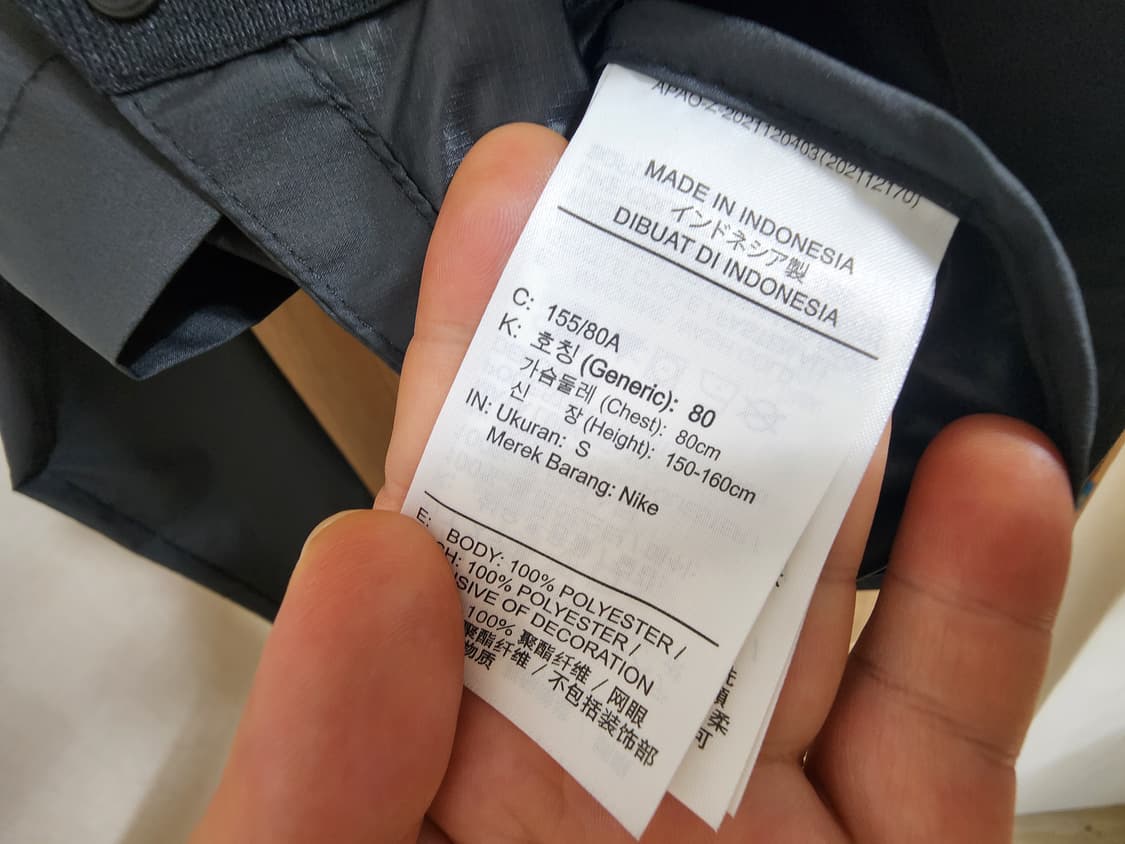 APAO-Z-2021120403(202112170)
MADE IN INDONESIA
インドネシア製
DIBUAT DI INDONESIA
C: 155/80A
K: 호칭 (Generic): 80
가슴둘레 (Chest): 80cm
신 장 (Height): 150-160cm
IN: Ukuran: S
Merek Barang: Nike
E: BODY: 100% POLYESTER /
100% POLYESTER /
OF DECORATION
100% 聚酯纤维 / 网眼
聚酯纤维 / 不包括装饰部
物质